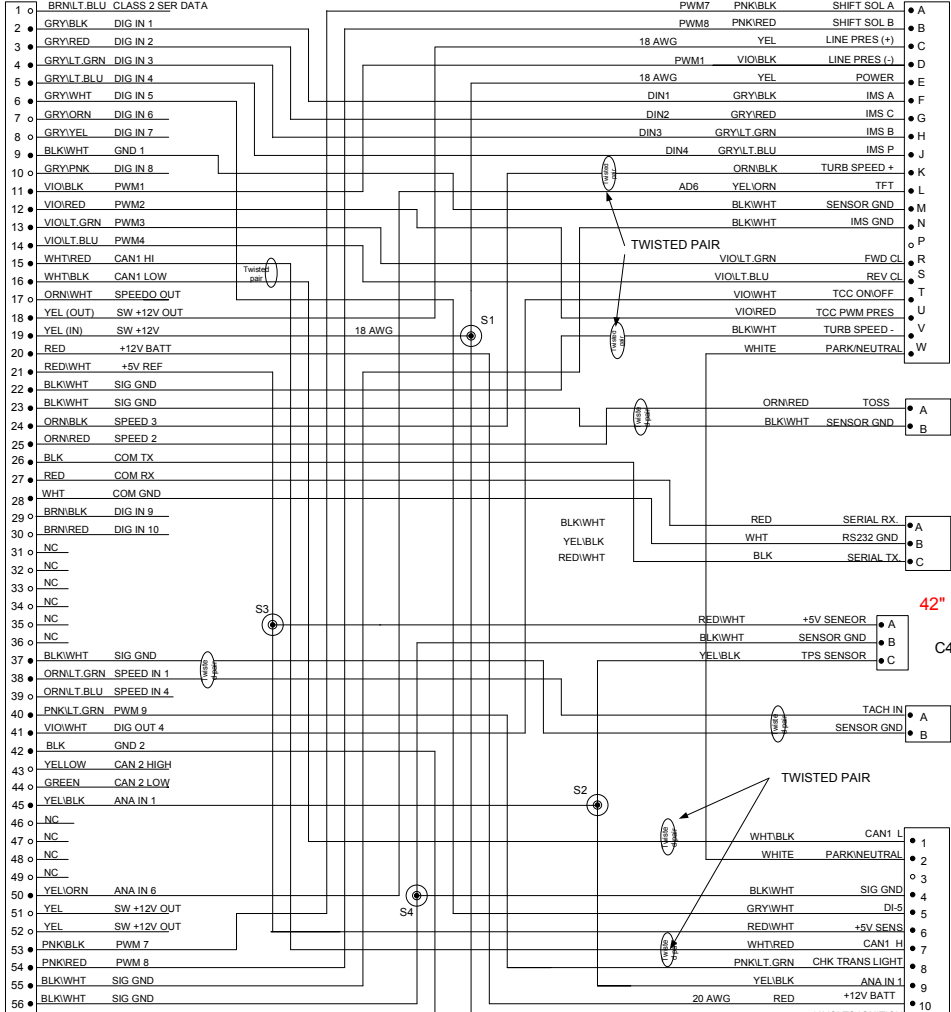 1 BRN\LT.BLU CLASS 2 SER DATA
2 GRY\BLK DIG IN 1
3 GRY\RED DIG IN 2
4 GRY\LT.GRN DIG IN 3
5 GRY\LT.BLU DIG IN 4
6 GRY\WHT DIG IN 5
7 GRY\ORN DIG IN 6
8 GRY\YEL DIG IN 7
9 BLK\WHT GND 1
10 GRY\PNK DIG IN 8
11 VIO\BLK PWM1
12 VIO\RED PWM2
13 VIO\LT.GRN PWM3
14 VIO\LT.BLU PWM4
15 WHT\RED CAN1 HI
16 WHT\BLK CAN1 LOW
17 ORN\WHT SPEEDO OUT
18 YEL (OUT) SW +12V OUT
19 YEL (IN) SW +12V 18 AWG
20 RED +12V BATT
21 RED\WHT +5V REF
22 BLK\WHT SIG GND
23 BLK\WHT SIG GND
24 ORN\BLK SPEED 3
25 ORN\RED SPEED 2
26 BLK COM TX
27 RED COM RX
28 WHT COM GND
29 BRN\BLK DIG IN 9
30 BRN\RED DIG IN 10
31 NC
32 NC
33 NC
34 NC
35 NC
36 NC
37 BLK\WHT SIG GND
38 ORN\LT.GRN SPEED IN 1
39 ORN\LT.BLU SPEED IN 4
40 PNK\LT.GRN PWM 9
41 VIO\WHT DIG OUT 4
42 BLK GND 2
43 YELLOW CAN 2 HIGH
44 GREEN CAN 2 LOW
45 YEL\BLK ANA IN 1
46 NC
47 NC
48 NC
49 NC
50 YEL\ORN ANA IN 6
51 YEL SW +12V OUT
52 YEL SW +12V OUT
53 PNK\BLK PWM 7
54 PNK\RED PWM 8
55 BLK\WHT SIG GND
56 BLK\WHT SIG GND
Twisted
pair
S1
S3
S2
S4
PWM7 PNK\BLK SHIFT SOL A A
PWM8 PNK\RED SHIFT SOL B B
18 AWG YEL LINE PRES (+) C
PWM1 VIO\BLK LINE PRES (-) D
18 AWG YEL POWER E
DIN1 GRY\BLK IMS A F
DIN2 GRY\RED IMS C G
DIN3 GRY\LT.GRN IMS B H
DIN4 GRY\LT.BLU IMS P J
ORN\BLK TURB SPEED + K
AD6 YEL\ORN TFT L
BLK\WHT SENSOR GND M
BLK\WHT IMS GND N
P
VIO\LT.GRN FWD CL R
VIO\LT.BLU REV CL S
VIO\WHT TCC ON\OFF T
VIO\RED TCC PWM PRES U
BLK\WHT TURB SPEED - V
WHITE PARK/NEUTRAL W
Twisted
pair
TWISTED PAIR
Twisted
pair
ORN\RED TOSS A
BLK\WHT SENSOR GND B
Twiste
d pair
BLK\WHT
YEL\BLK
RED\WHT
RED SERIAL RX. A
WHT RS232 GND B
BLK SERIAL TX. C
42"
RED\WHT +5V SENEOR A
BLK\WHT SENSOR GND B
YEL\BLK TPS SENSOR C
C4
Twiste
d pair
TACH IN A
SENSOR GND B
Twiste
d pair
TWISTED PAIR
Twiste
d pair
WHT\BLK CAN1 L 1
WHITE PARK\NEUTRAL 2
3
BLK\WHT SIG GND 4
GRY\WHT DI-5 5
RED\WHT +5V SENS 6
WHT\RED CAN1 H 7
PNK\LT.GRN CHK TRANS LIGHT 8
YEL\BLK ANA IN 1 9
20 AWG RED +12V BATT 10
Twiste
d pair